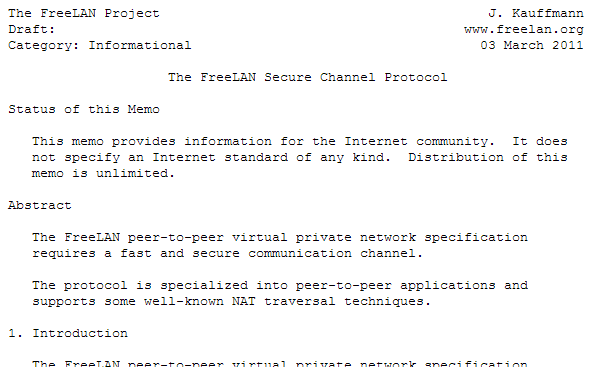 The FreeLAN Project J. Kauffmann
Draft: www.freelan.org
Category: Informational 03 March 2011
The FreeLAN Secure Channel Protocol
Status of this Memo
This memo provides information for the Internet community. It does
not specify an Internet standard of any kind. Distribution of this
memo is unlimited.
Abstract
The FreeLAN peer-to-peer virtual private network specification
requires a fast and secure communication channel.
The protocol is specialized into peer-to-peer applications and
supports some well-known NAT traversal techniques.
1. Introduction
The FreeLAN peer-to-peer virtual private network specification